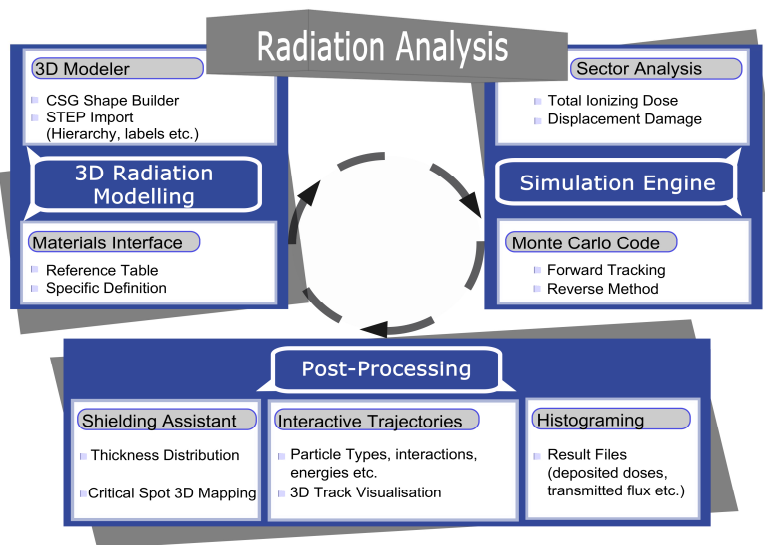 Radiation Analysis
3D Modeler
CSG Shape Builder
STEP Import
(Hierarchy, labels etc.)
3D Radiation
Modelling
Materials Interface
Reference Table
Specific Definition
Sector Analysis
Total Ionizing Dose
Displacement Damage
Simulation Engine
Monte Carlo Code
Forward Tracking
Reverse Method
Post-Processing
Shielding Assistant
Thickness Distribution
Critical Spot 3D Mapping
Interactive Trajectories
Particle Types, interactions,
energies etc.
3D Track Visualisation
Histograming
Result Files
(deposited doses,
transmitted flux etc.)